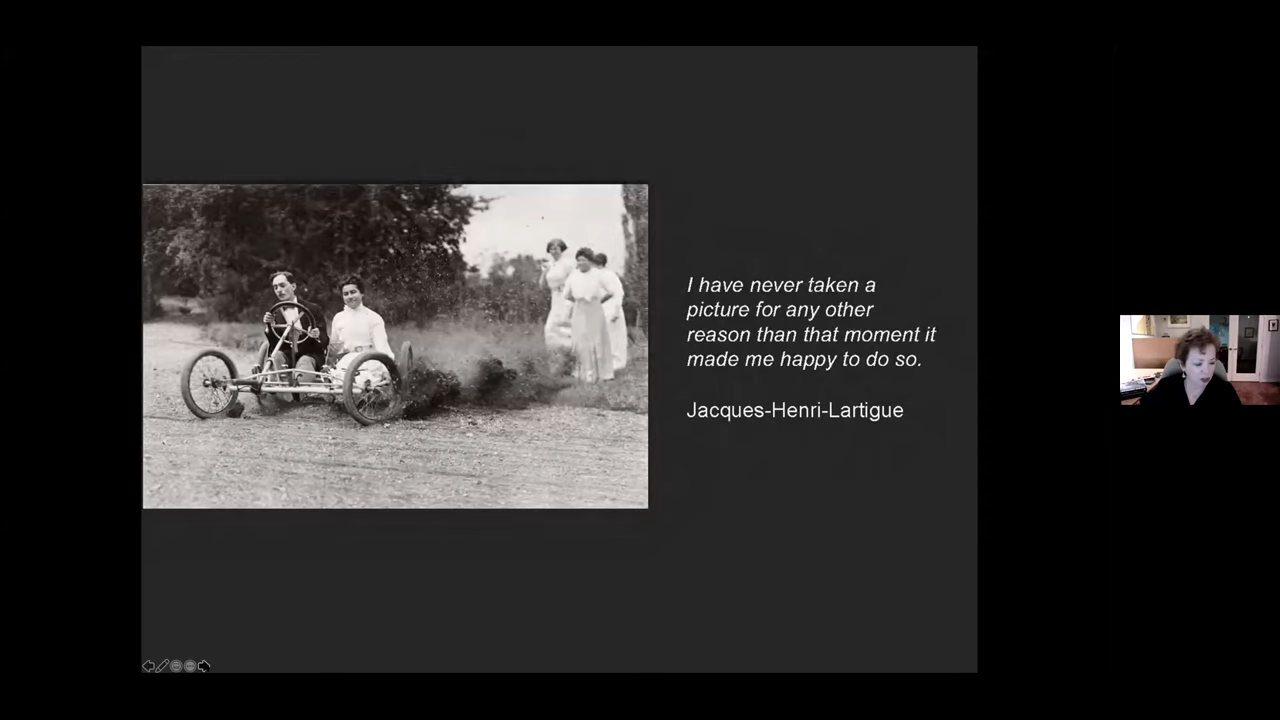 I have never taken a
picture for any other
reason than that moment it
made me happy to do so.
Jacques-Henri-Lartigue